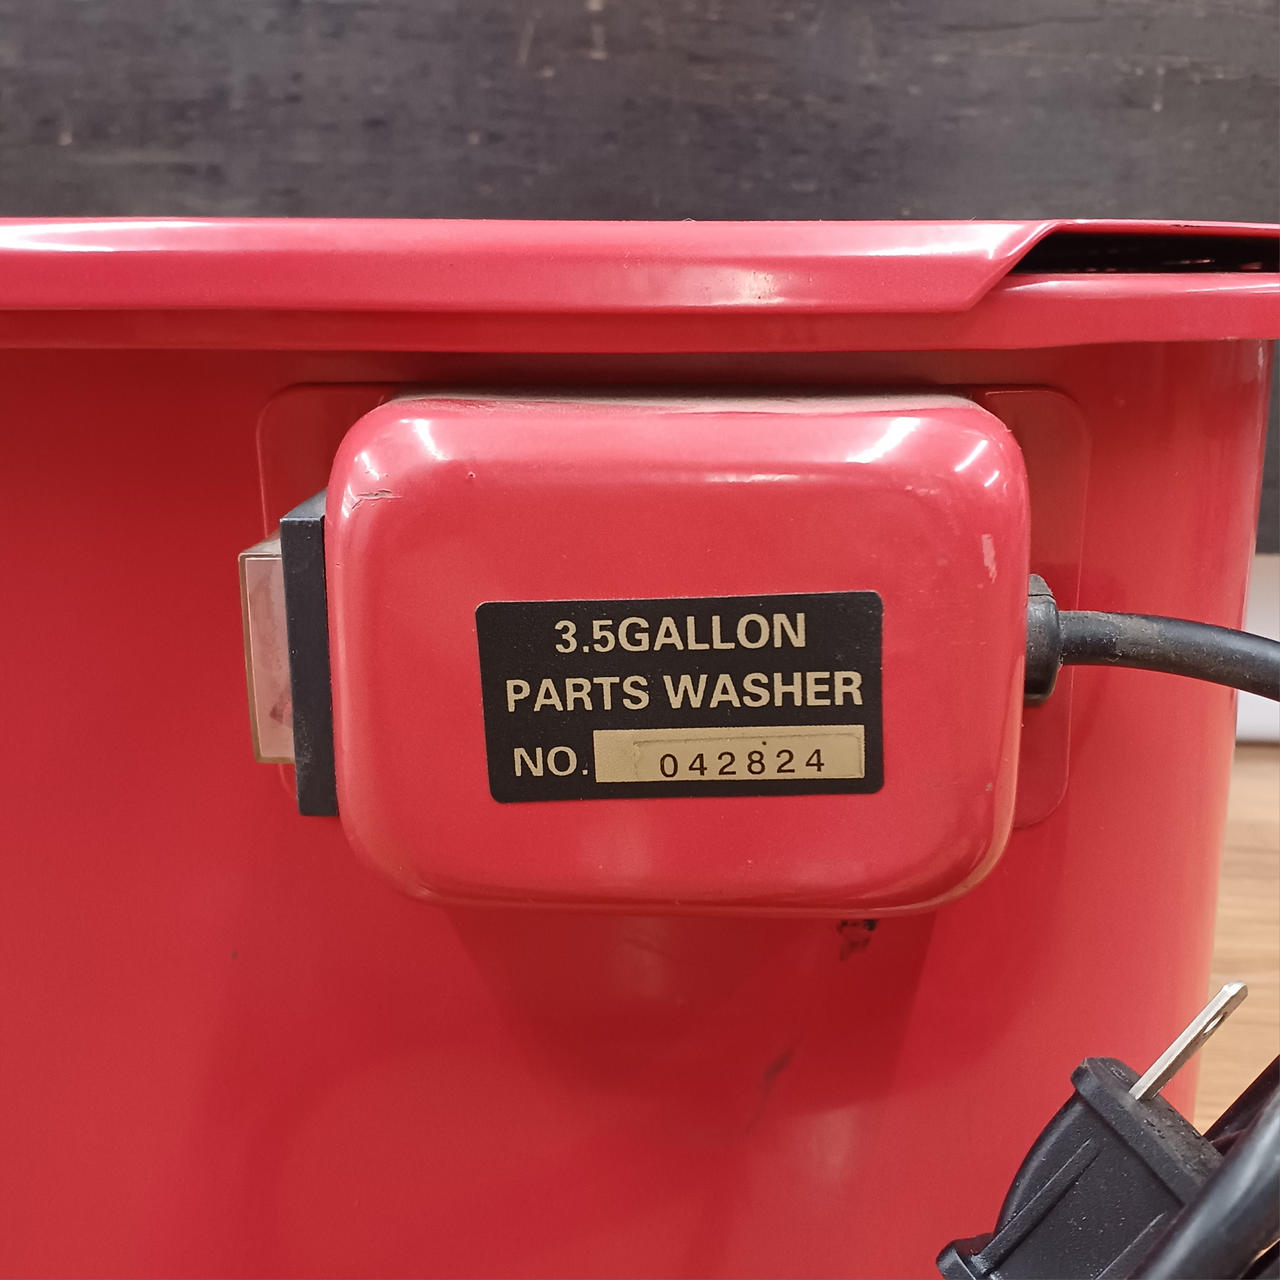 3.5GALLON
PARTS WASHER
NO. 042824